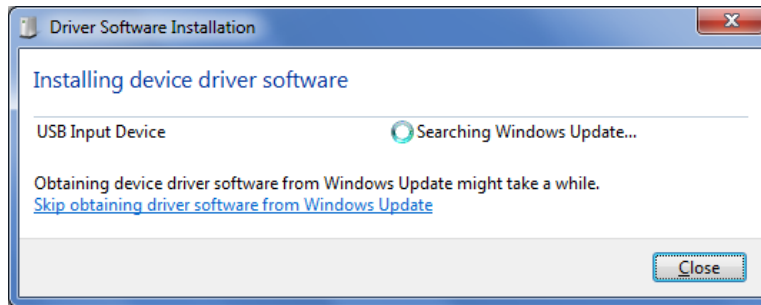 Driver Software Installation
Installing device driver software
USB Input Device Searching Windows Update...
Obtaining device driver software from Windows Update might take a while.
Skip obtaining driver software from Windows Update
Close